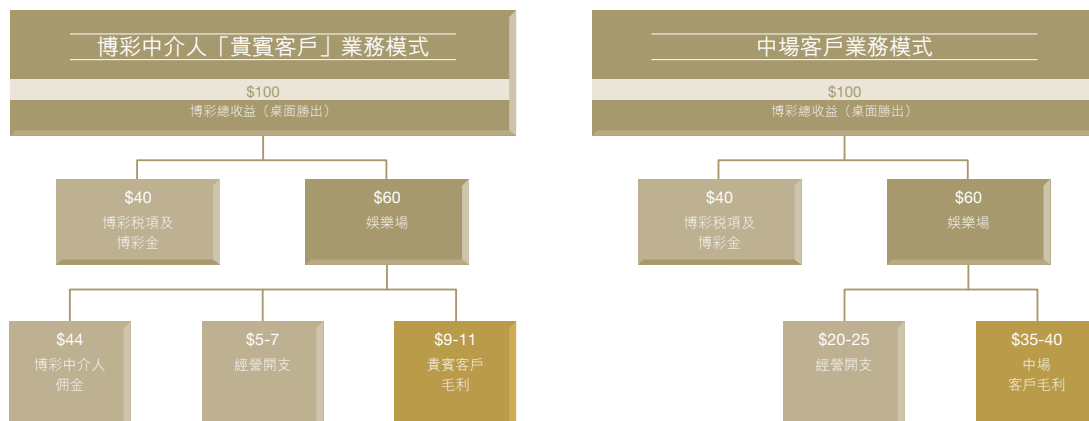 博彩中介人「貴賓客戶」業務模式
$100
博彩總收益（桌面勝出）
$40
博彩税項及
博彩金
$60
娛樂場
$44
博彩中介人
佣金
$5-7
經營開支
$9-11
貴賓客戶
毛利
中場客戶業務模式
$100
博彩總收益（桌面勝出）
$40
博彩税項及
博彩金
$60
娛樂場
$20-25
經營開支
$35-40
中場
客戶毛利